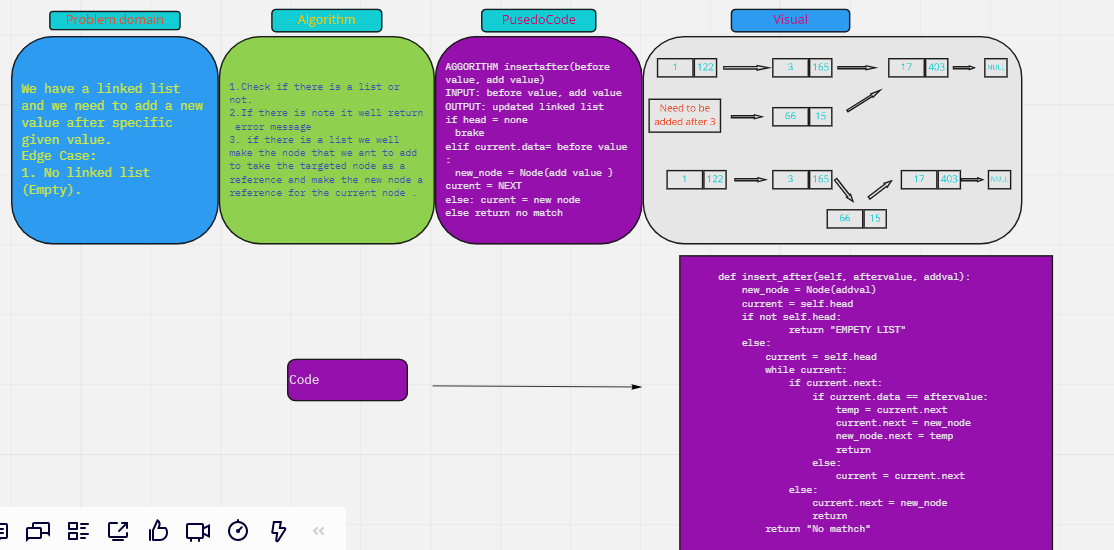 Problem domain
We have a linked list
and we need to add a new
value after specific
given value.
Edge Case:
1. No linked list
(Empty).
Algorithm
1.Check if there is a list or
not.
2.If there is note it well return
error message
3. if there is a list we well
make the node that we ant to add
to take the targeted node as a
reference and make the new node a
reference for the current node .
PusedoCode
AGGORITHM insertafter(before
value, add value)
INPUT: before value, add value
OUTPUT: updated linked list
if head = none
brake
elif current.data= before value
:
new_node = Node(add value )
curent = NEXT
else: curent = new node
else return no match
Visual
1 122 3 165 17 403 NULL
Need to be
added after 3
66 15
1 122 3 165 17 403 NULL
66 15
Code
def insert_after(self, aftervalue, addval):
new_node = Node(addval)
current = self.head
if not self.head:
return "EMPETY LIST"
else:
current = self.head
while current:
if current.next:
if current.data == aftervalue:
temp = current.next
current.next = new_node
new_node.next = temp
return
else:
current = current.next
else:
current.next = new_node
return
return "No mathch"